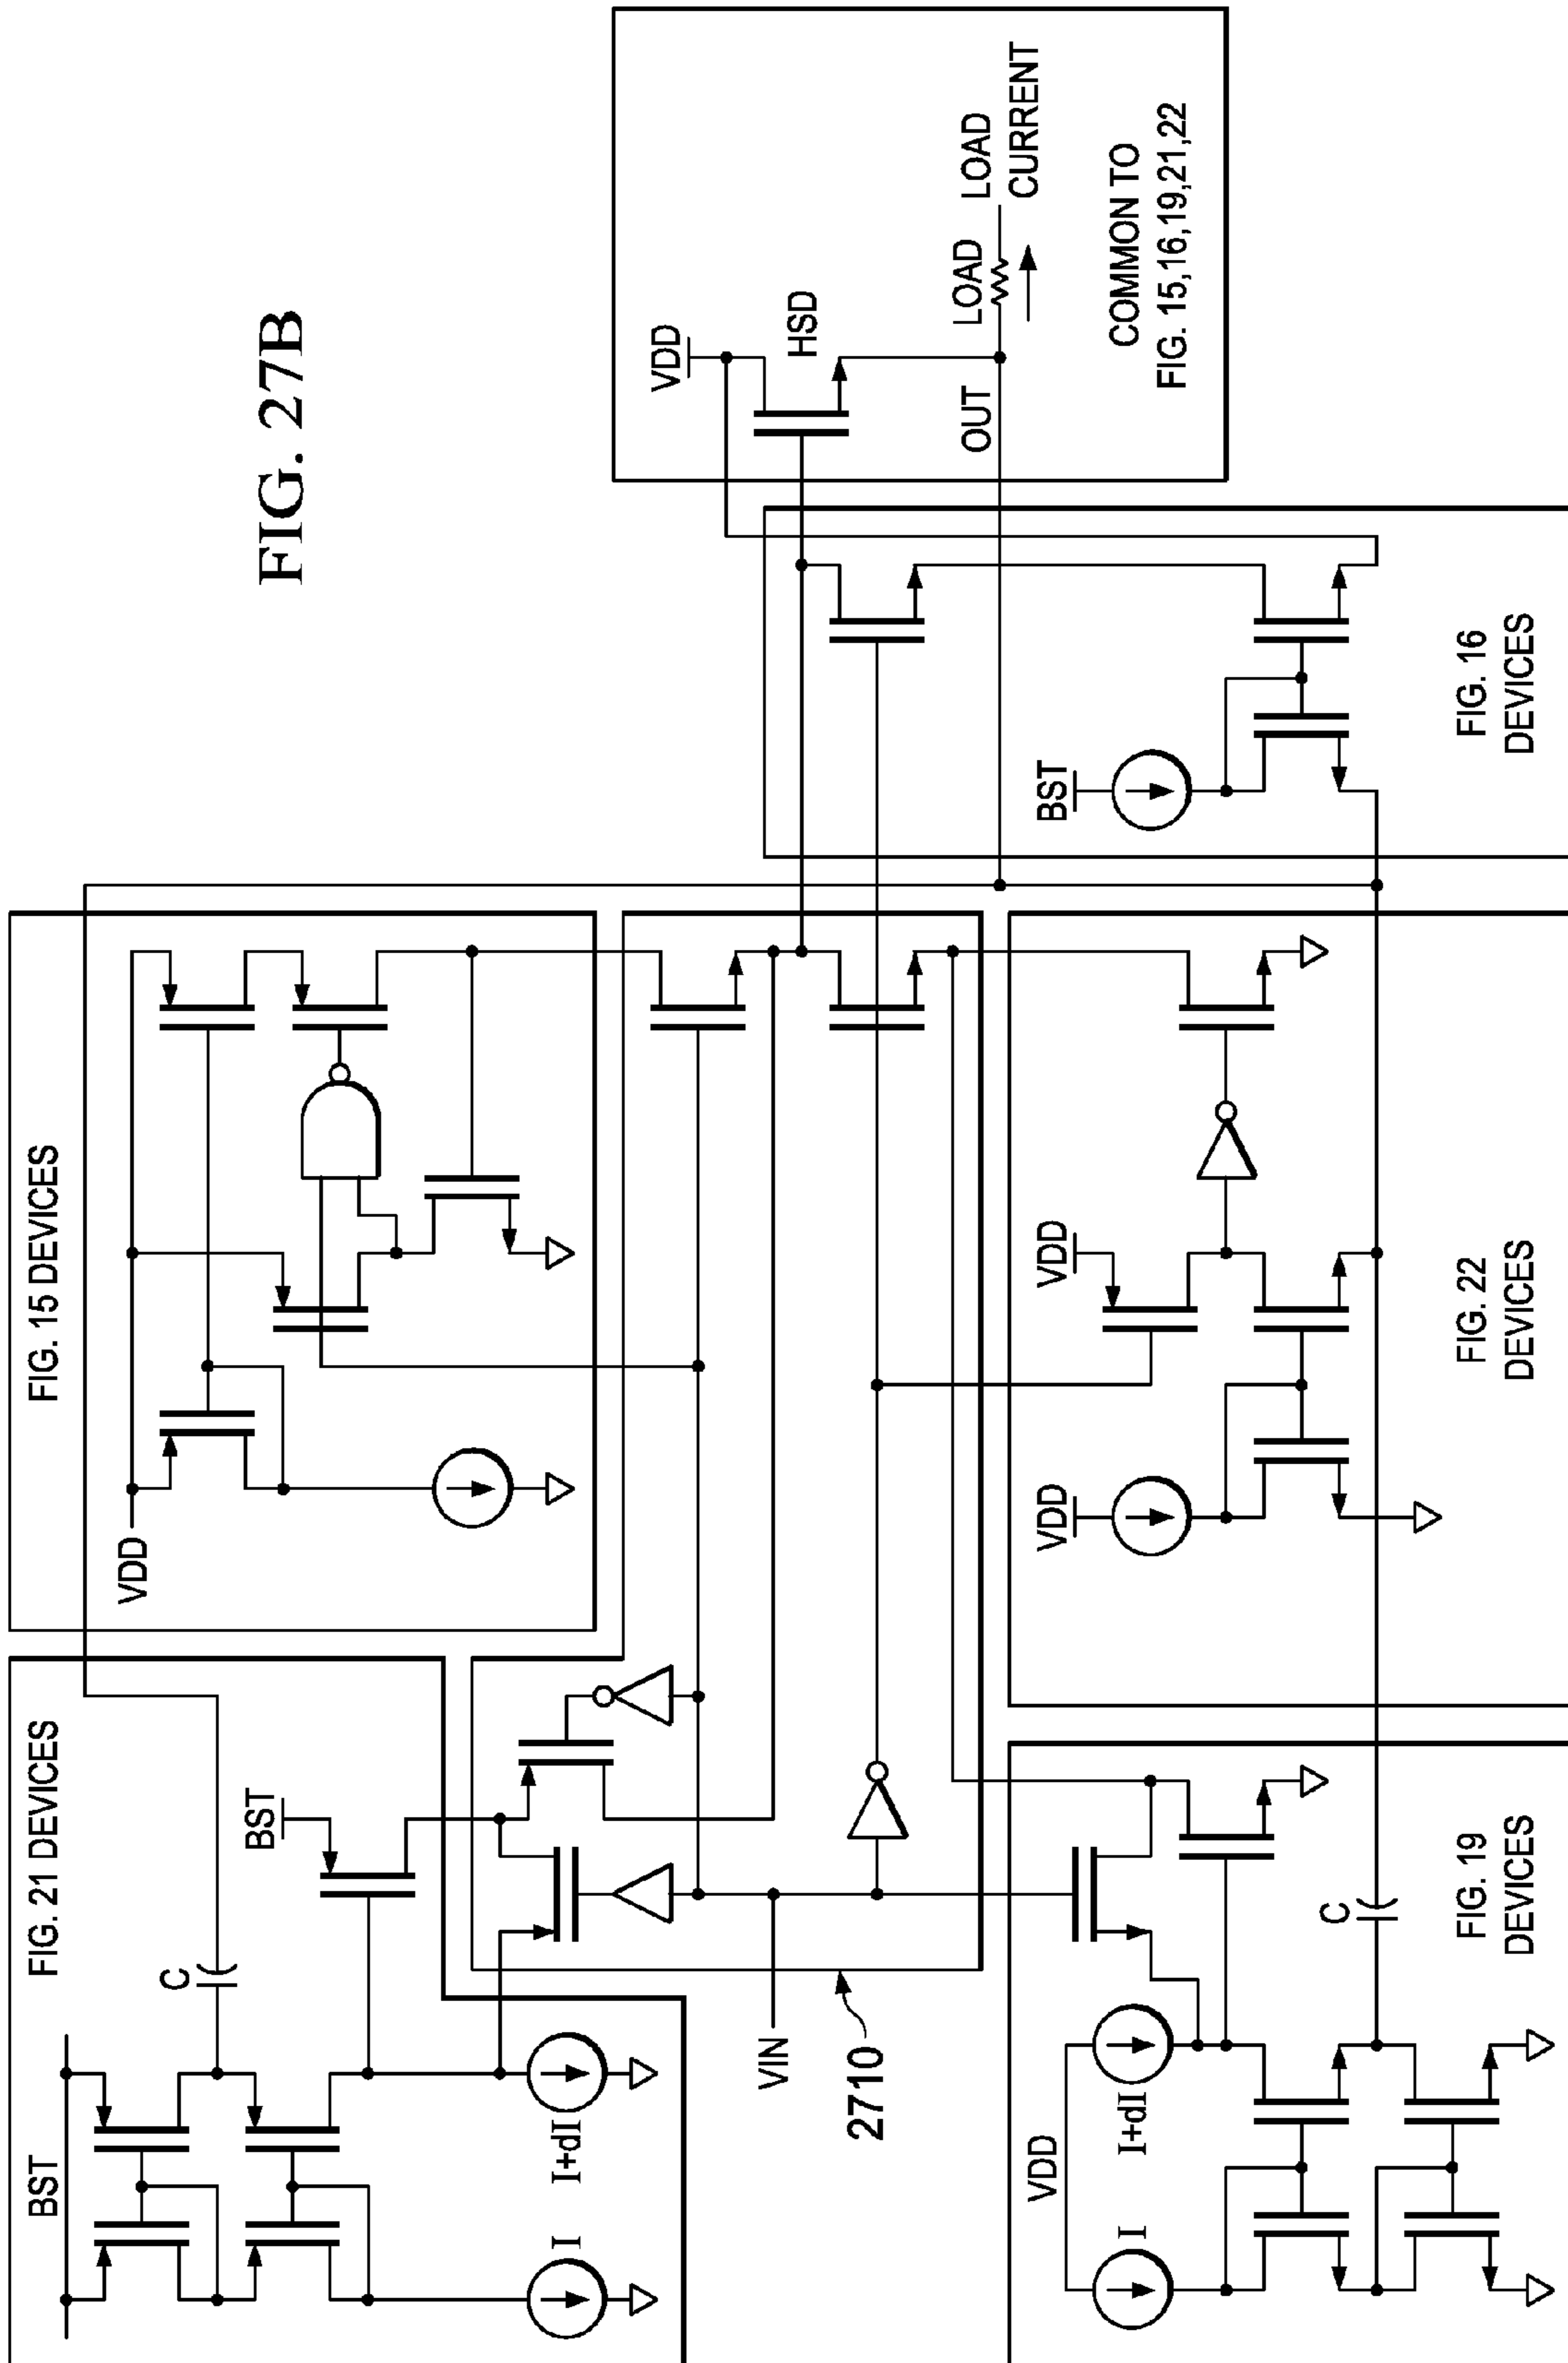 FIG. 27B
FIG. 21 DEVICES
BST
C
BST
I
I+dI
FIG. 15 DEVICES
VDD
VIN
2710
VDD
HSD
OUT
LOAD
LOAD
CURRENT
COMMON TO
FIG. 15,16,19,21,22
VDD
I
I+dI
C
FIG. 19
DEVICES
VDD
VDD
FIG. 22
DEVICES
BST
FIG. 16
DEVICES